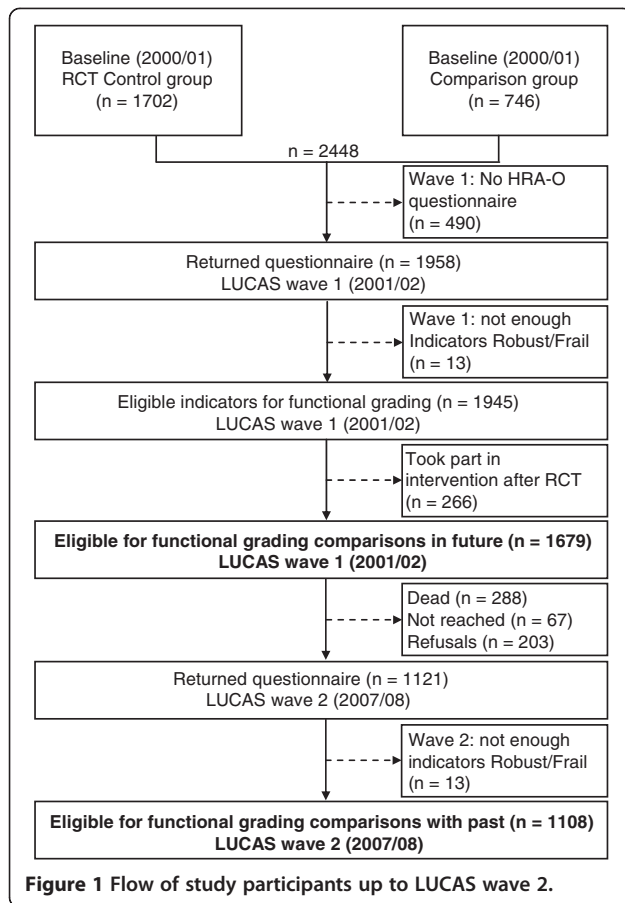 Baseline (2000/01)
RCT Control group
(n = 1702)
Baseline (2000/01)
Comparison group
(n = 746)
n = 2448
Wave 1: No HRA-O
questionnaire
(n = 490)
Returned questionnaire (n = 1958)
LUCAS wave 1 (2001/02)
Wave 1: not enough
Indicators Robust/Frail
(n = 13)
Eligible indicators for functional grading (n = 1945)
LUCAS wave 1 (2001/02)
Took part in
intervention after RCT
(n = 266)
Eligible for functional grading comparisons in future (n = 1679)
LUCAS wave 1 (2001/02)
Dead (n = 288)
Not reached (n = 67)
Refusals (n = 203)
Returned questionnaire (n = 1121)
LUCAS wave 2 (2007/08)
Wave 2: not enough
indicators Robust/Frail
(n = 13)
Eligible for functional grading comparisons with past (n = 1108)
LUCAS wave 2 (2007/08)
Figure 1 Flow of study participants up to LUCAS wave 2.